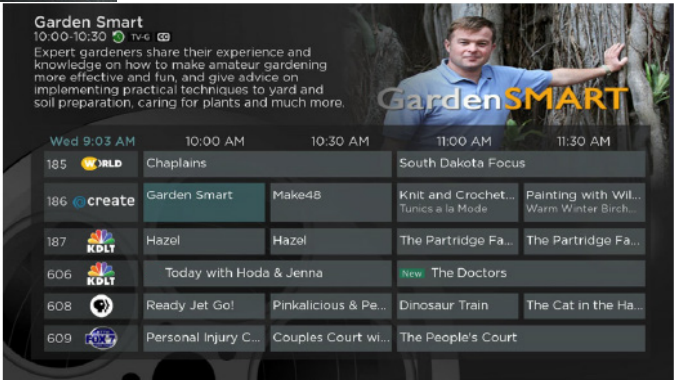 Garden Smart
10:00-10:30 TV-G CC
Expert gardeners share their experience and
knowledge on how to make amateur gardening
more effective and fun, and give advice on
implementing practical techniques to yard and
soil preparation, caring for plants and much more.
GardenSMART
Wed 9:03 AM 10:00 AM 10:30 AM 11:00 AM 11:30 AM
185 WORLD Chaplains South Dakota Focus
186 create Garden Smart Make48 Knit and Crochet... Painting with Wil...
Tunics a la Mode Warm Winter Birch...
187 KDLT Hazel Hazel The Partridge Fa... The Partridge Fa...
606 KDLT Today with Hoda & Jenna New The Doctors
608 Ready Jet Go! Pinkalicious & Pe... Dinosaur Train The Cat in the Ha...
609 FOX 7 Personal Injury C... Couples Court wi... The People's Court